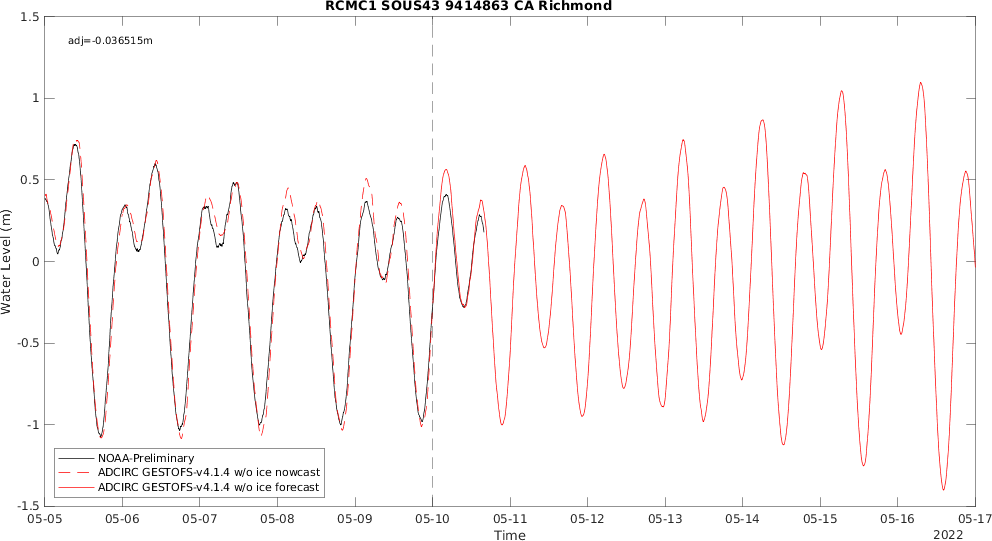 RCMC1 SOUS43 9414863 CA Richmond
adj=-0.036515m
Water Level (m)
1.5
1
0.5
0
-0.5
-1
-1.5
NOAA-Preliminary
ADCIRC GESTOFS-v4.1.4 w/o ice nowcast
ADCIRC GESTOFS-v4.1.4 w/o ice forecast
05-05 05-06 05-07 05-08 05-09 05-10 05-11 05-12 05-13 05-14 05-15 05-16 05-17
Time
2022